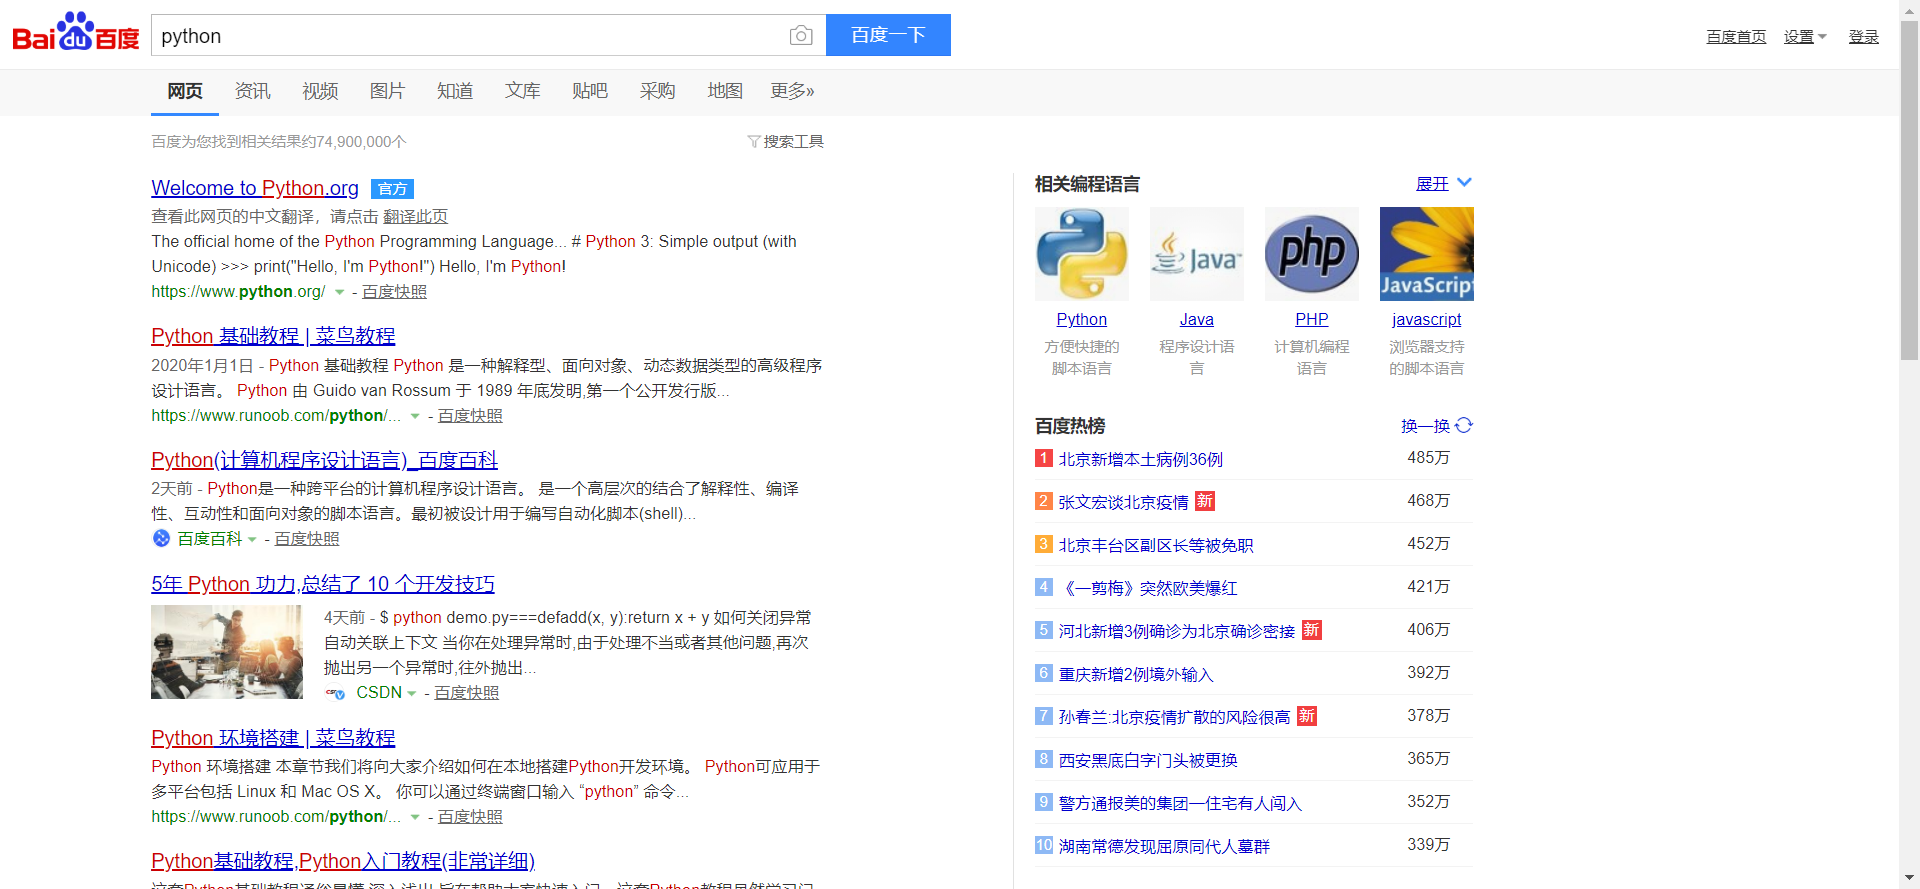 Bai du 百度
python
百度一下
百度首页 设置 登录
网页 资讯 视频 图片 知道 文库 贴吧 采购 地图 更多»
百度为您找到相关结果约74,900,000个
搜索工具
Welcome to Python.org 官方
查看此网页的中文翻译，请点击 翻译此页
The official home of the Python Programming Language... # Python 3: Simple output (with
Unicode) >>> print("Hello, I'm Python!") Hello, I'm Python!
https://www.python.org/ - 百度快照
Python 基础教程 | 菜鸟教程
2020年1月1日 - Python 基础教程 Python 是一种解释型、面向对象、动态数据类型的高级程序
设计语言。 Python 由 Guido van Rossum 于 1989 年底发明,第一个公开发行版...
https://www.runoob.com/python/... - 百度快照
Python(计算机程序设计语言)_百度百科
2天前 - Python是一种跨平台的计算机程序设计语言。 是一个高层次的结合了解释性、编译
性、互动性和面向对象的脚本语言。最初被设计用于编写自动化脚本(shell)...
百度百科 - 百度快照
5年 Python 功力,总结了 10 个开发技巧
4天前 - $ python demo.py===defadd(x, y):return x + y 如何关闭异常
自动关联上下文 当你在处理异常时,由于处理不当或者其他问题,再次
抛出另一个异常时,往外抛出...
CSDN - 百度快照
Python 环境搭建 | 菜鸟教程
Python 环境搭建 本章节我们将向大家介绍如何在本地搭建Python开发环境。 Python可应用于
多平台包括 Linux 和 Mac OS X。 你可以通过终端窗口输入 “python” 命令...
https://www.runoob.com/python/... - 百度快照
Python基础教程,Python入门教程(非常详细)
相关编程语言 展开
Java
php
JavaScript
Python Java PHP javascript
方便快捷的 程序设计语 计算机编程 浏览器支持
脚本语言 言 语言 的脚本语言
百度热榜 换一换
1 北京新增本土病例36例 485万
2 张文宏谈北京疫情 新 468万
3 北京丰台区副区长等被免职 452万
4 《一剪梅》突然欧美爆红 421万
5 河北新增3例确诊为北京确诊密接 新 406万
6 重庆新增2例境外输入 392万
7 孙春兰:北京疫情扩散的风险很高 新 378万
8 西安黑底白字门头被更换 365万
9 警方通报美的集团一住宅有人闯入 352万
10 湖南常德发现屈原同代人墓群 339万